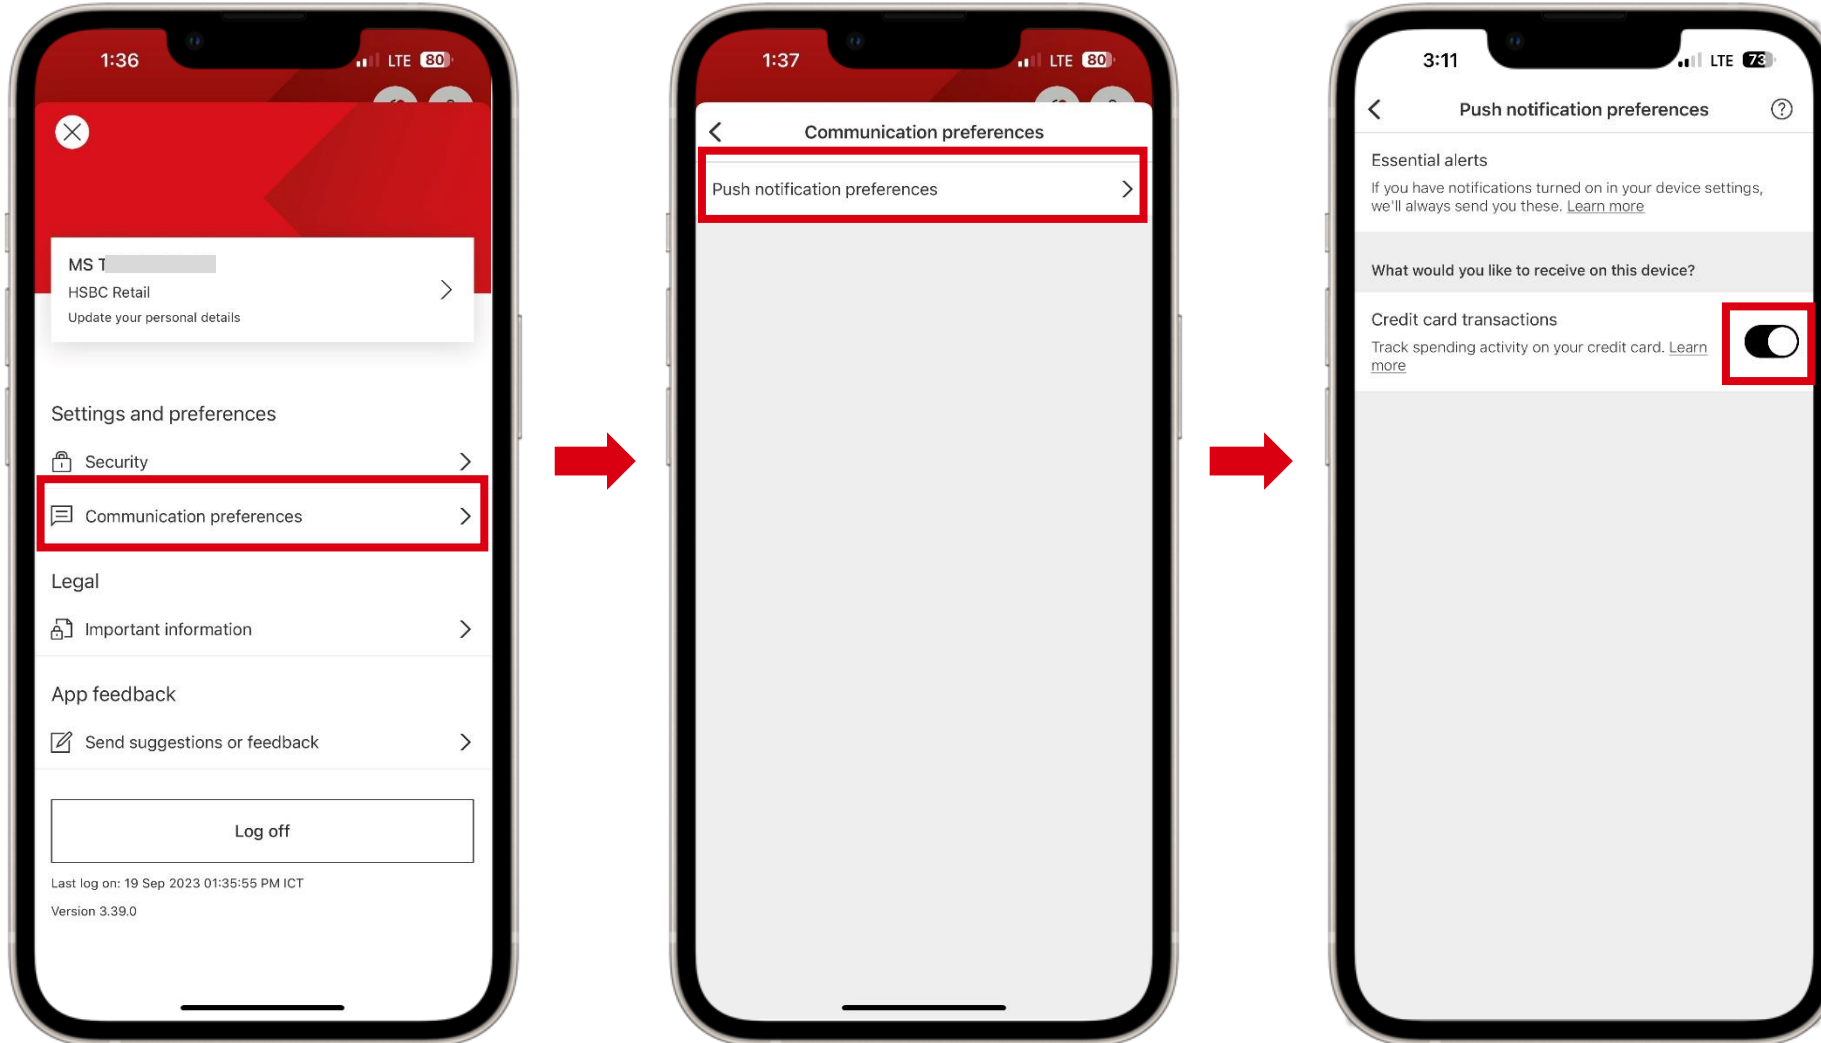 1:36
LTE 80
MS T
HSBC Retail
Update your personal details
Settings and preferences
Security
Communication preferences
Legal
Important information
App feedback
Send suggestions or feedback
Log off
Last log on: 19 Sep 2023 01:35:55 PM ICT
Version 3.39.0
1:37
LTE 80
Communication preferences
Push notification preferences
3:11
LTE 73
Push notification preferences
Essential alerts
If you have notifications turned on in your device settings,
we'll always send you these. Learn more
What would you like to receive on this device?
Credit card transactions
Track spending activity on your credit card. Learn
more